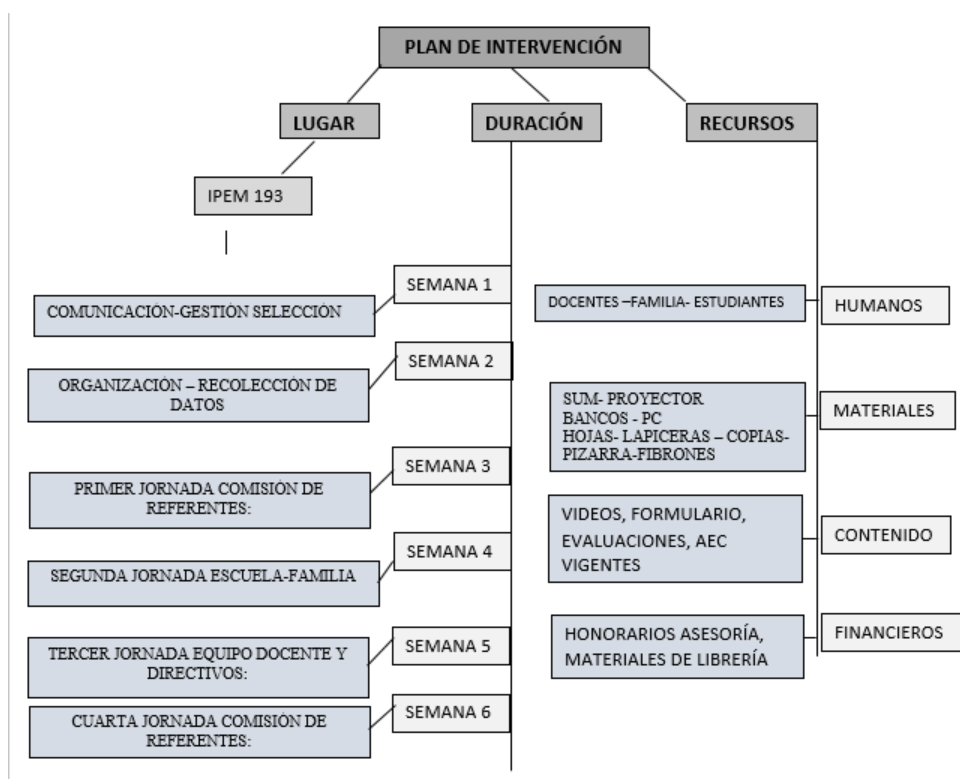 PLAN DE INTERVENCIÓN
LUGAR
DURACIÓN
RECURSOS
IPEM 193
SEMANA 1
COMUNICACIÓN-GESTIÓN SELECCIÓN
SEMANA 2
ORGANIZACIÓN – RECOLECCIÓN DE
DATOS
SEMANA 3
PRIMER JORNADA COMISIÓN DE
REFERENTES:
SEMANA 4
SEGUNDA JORNADA ESCUELA-FAMILIA
SEMANA 5
TERCER JORNADA EQUIPO DOCENTE Y
DIRECTIVOS:
SEMANA 6
CUARTA JORNADA COMISIÓN DE
REFERENTES:
DOCENTES –FAMILIA- ESTUDIANTES
HUMANOS
SUM- PROYECTOR
BANCOS - PC
HOJAS- LAPICERAS – COPIAS-
PIZARRA-FIBRONES
MATERIALES
VIDEOS, FORMULARIO,
EVALUACIONES, AEC
VIGENTES
CONTENIDO
HONORARIOS ASESORÍA,
MATERIALES DE LIBRERÍA
FINANCIEROS